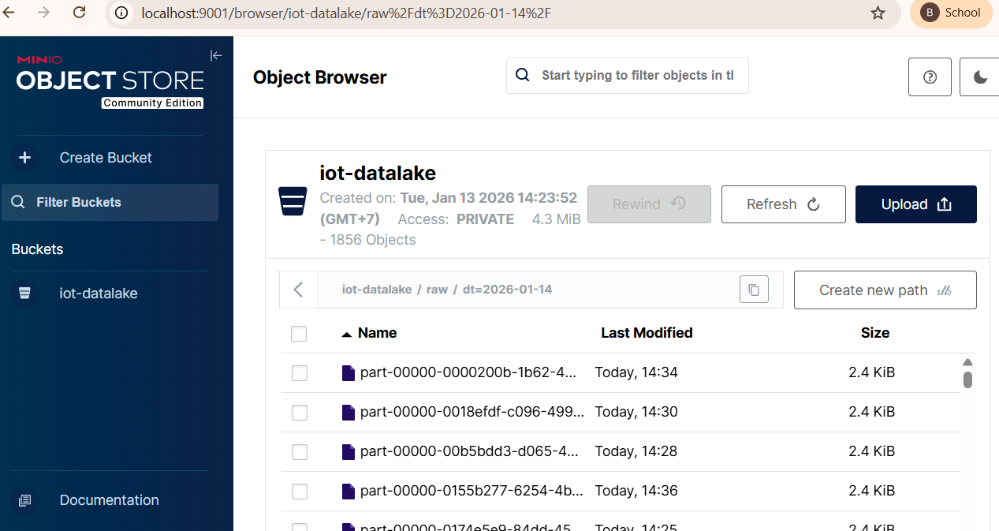 localhost:9001/browser/iot-datalake/raw%2Fdt%3D2026-01-14%2F
B School
MINIO
OBJECT STORE
Community Edition
Object Browser
Start typing to filter objects in tl
Create Bucket
Filter Buckets
Buckets
iot-datalake
Documentation
iot-datalake
Created on: Tue, Jan 13 2026 14:23:52
(GMT+7) Access: PRIVATE 4.3 MiB
- 1856 Objects
Rewind
Refresh
Upload
iot-datalake / raw / dt=2026-01-14
Create new path
Name Last Modified Size
part-00000-0000200b-1b62-4... Today, 14:34 2.4 KiB
part-00000-0018efdf-c096-499... Today, 14:30 2.4 KiB
part-00000-00b5bdd3-d065-4... Today, 14:28 2.4 KiB
part-00000-0155b277-6254-4b... Today, 14:36 2.4 KiB
part-00000-0174e5e9-84dd-45... Today, 14:25 2.4 KiB